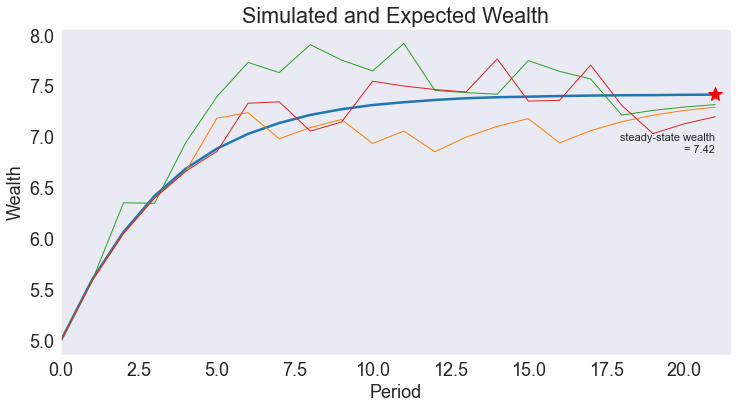 Simulated and Expected Wealth
Wealth
8.0
7.5
7.0
6.5
6.0
5.5
5.0
steady-state wealth
= 7.42
0.0 2.5 5.0 7.5 10.0 12.5 15.0 17.5 20.0
Period